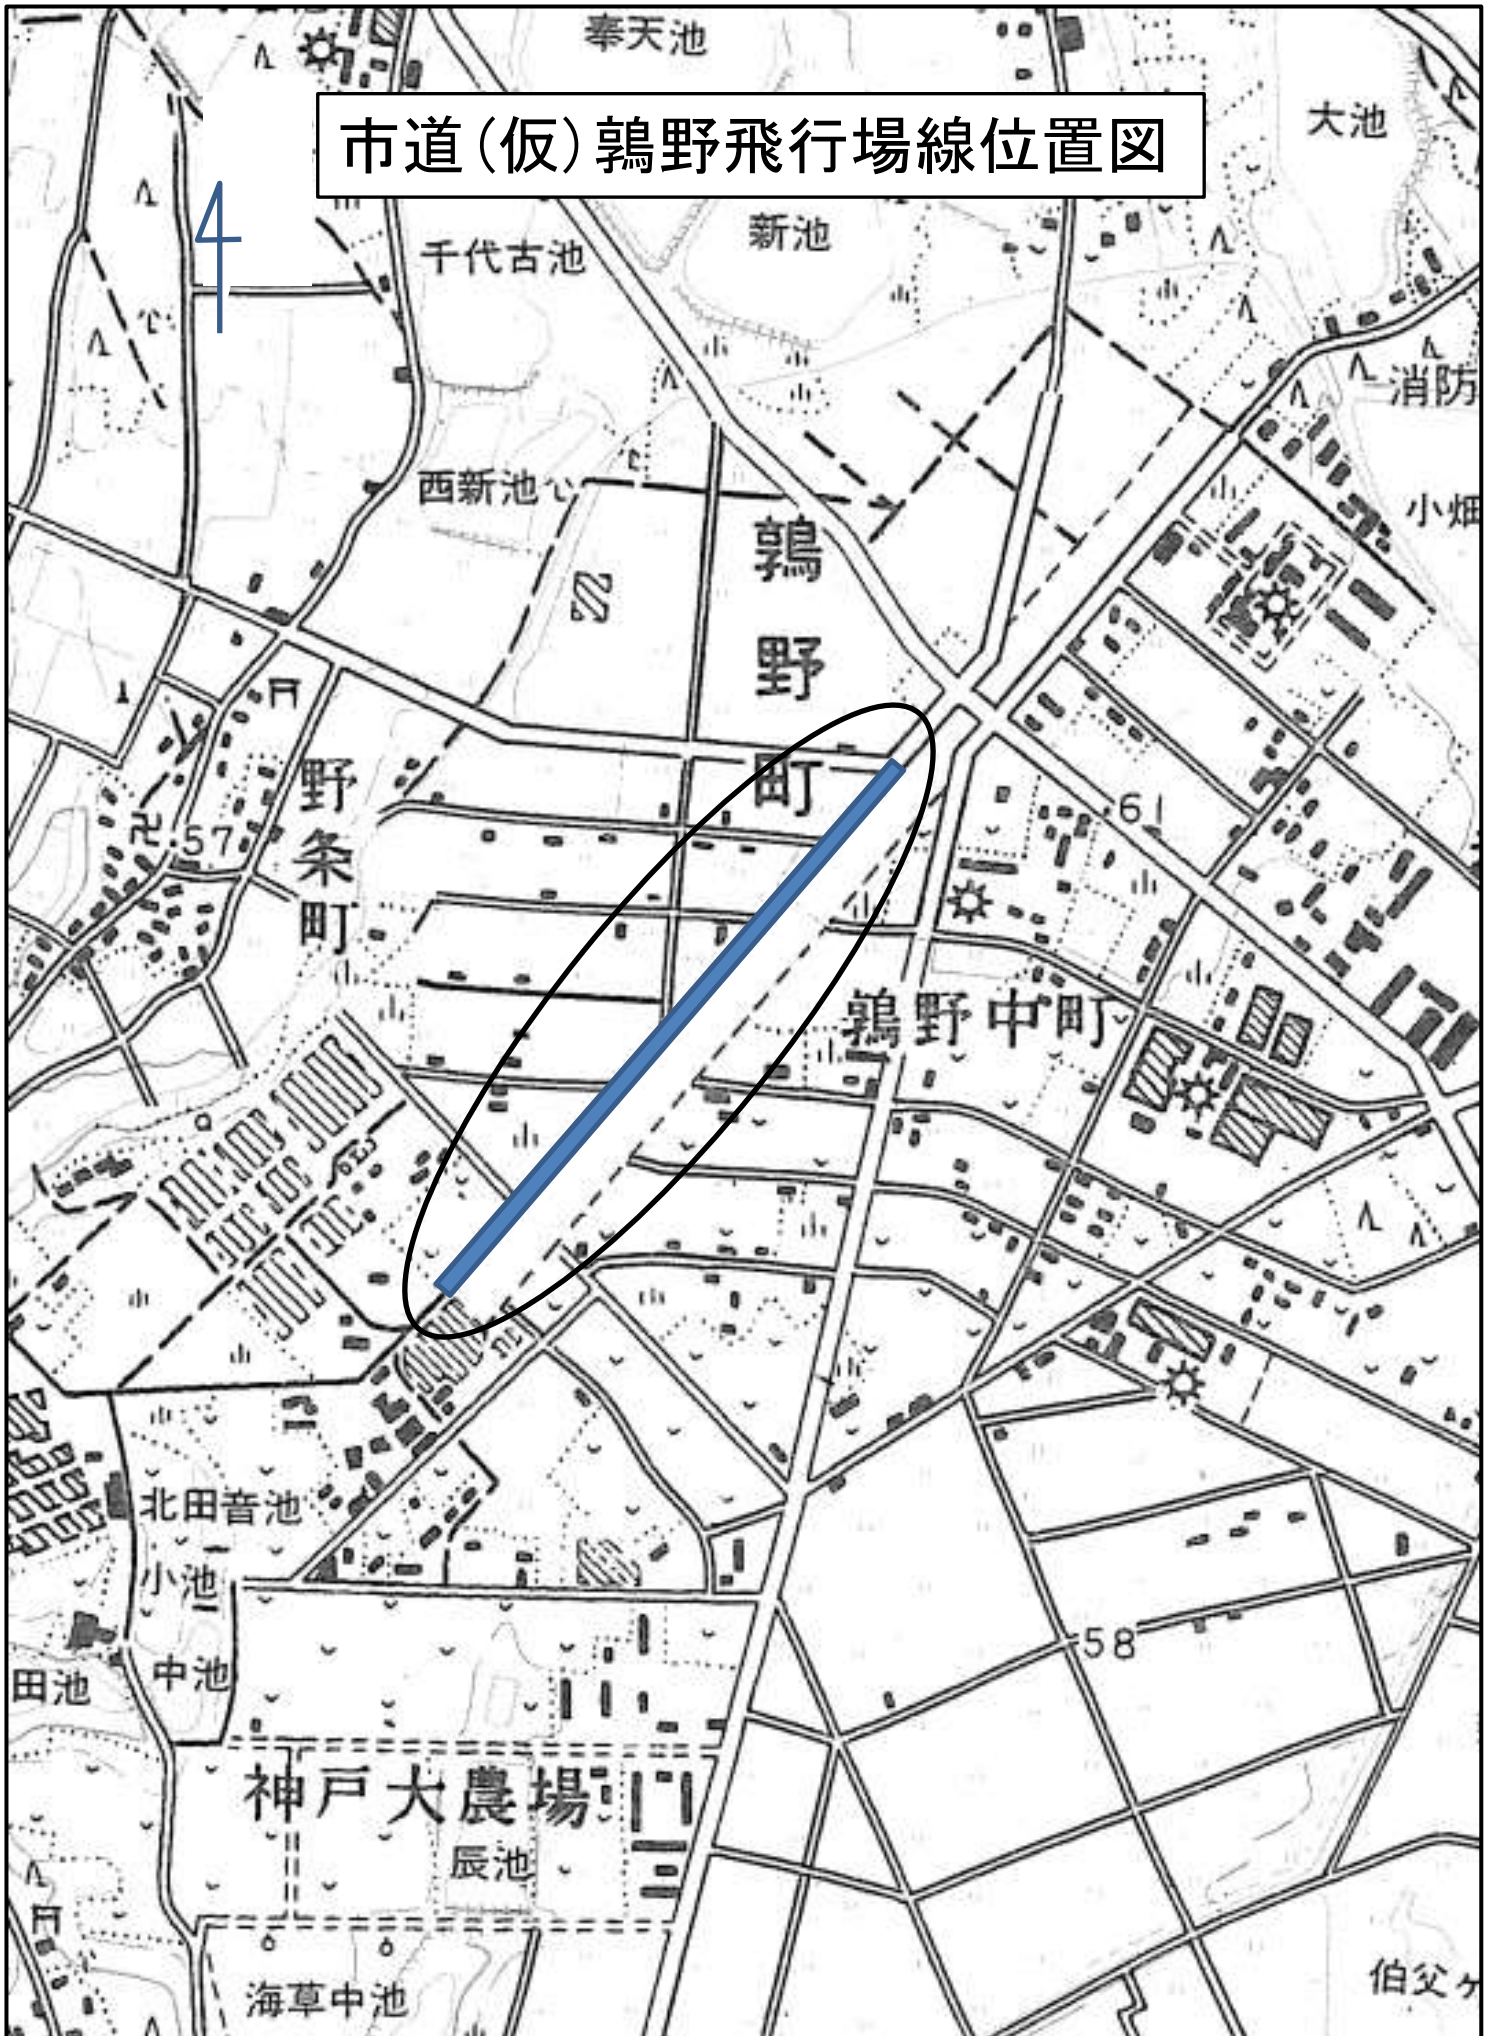 奉天池
大池
市道（仮）鶉野飛行場線位置図
新池
千代古池
消防
西新池
小畑
鶉野町
野条町
57
61
鶉野中町
北田音池
小池
58
中池
田池
神戸大農場
辰池
海草中池
伯父ヶ